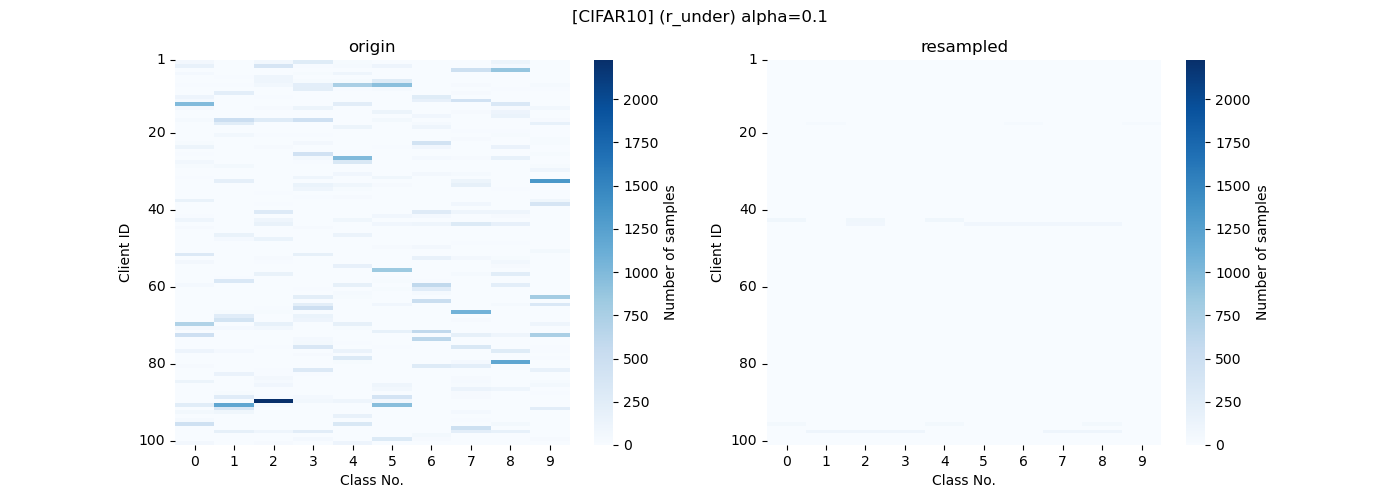 [CIFAR10] (r_under) alpha=0.1
origin
1
20
40
60
80
100
Client ID
0 1 2 3 4 5 6 7 8 9
Class No.
2000
1750
1500
1250
1000
750
500
250
0
Number of samples
resampled
1
20
40
60
80
100
Client ID
0 1 2 3 4 5 6 7 8 9
Class No.
2000
1750
1500
1250
1000
750
500
250
0
Number of samples